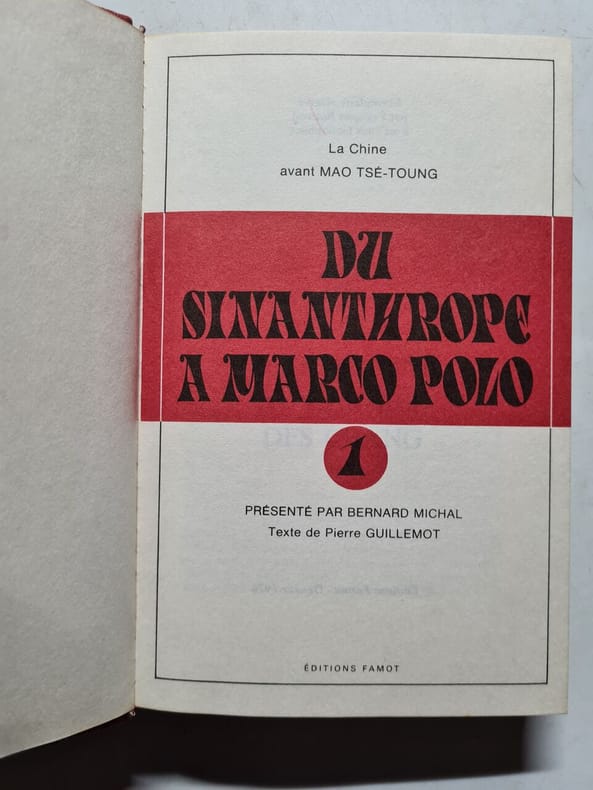 La Chine
avant MAO TSÉ-TOUNG
DU
SINANTHROPE
A MARCO POLO
1
PRÉSENTÉ PAR BERNARD MICHAL
Texte de Pierre GUILLEMOT
ÉDITIONS FAMOT